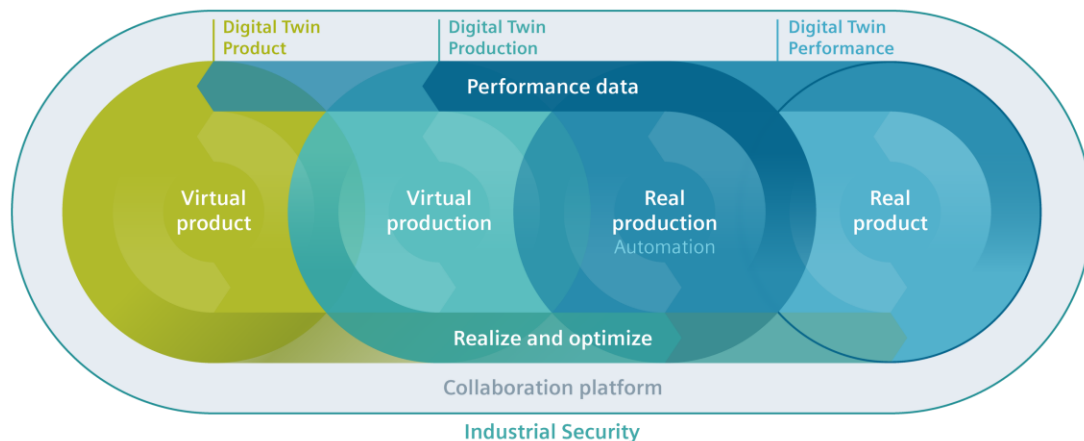 Digital Twin
Product
Digital Twin
Production
Digital Twin
Performance
Performance data
Virtual
product
Virtual
production
Real
production
Automation
Real
product
Realize and optimize
Collaboration platform
Industrial Security